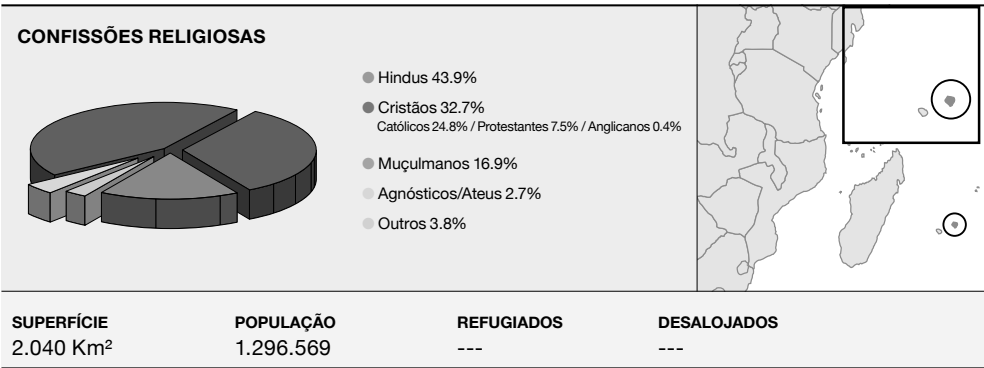 CONFISSÕES RELIGIOSAS
Hindus 43.9%
Cristãos 32.7%
Católicos 24.8% / Protestantes 7.5% / Anglicanos 0.4%
Muçulmanos 16.9%
Agnósticos/Ateus 2.7%
Outros 3.8%
SUPERFÍCIE POPULAÇÃO REFUGIADOS DESALOJADOS
2.040 Km² 1.296.569 --- ---